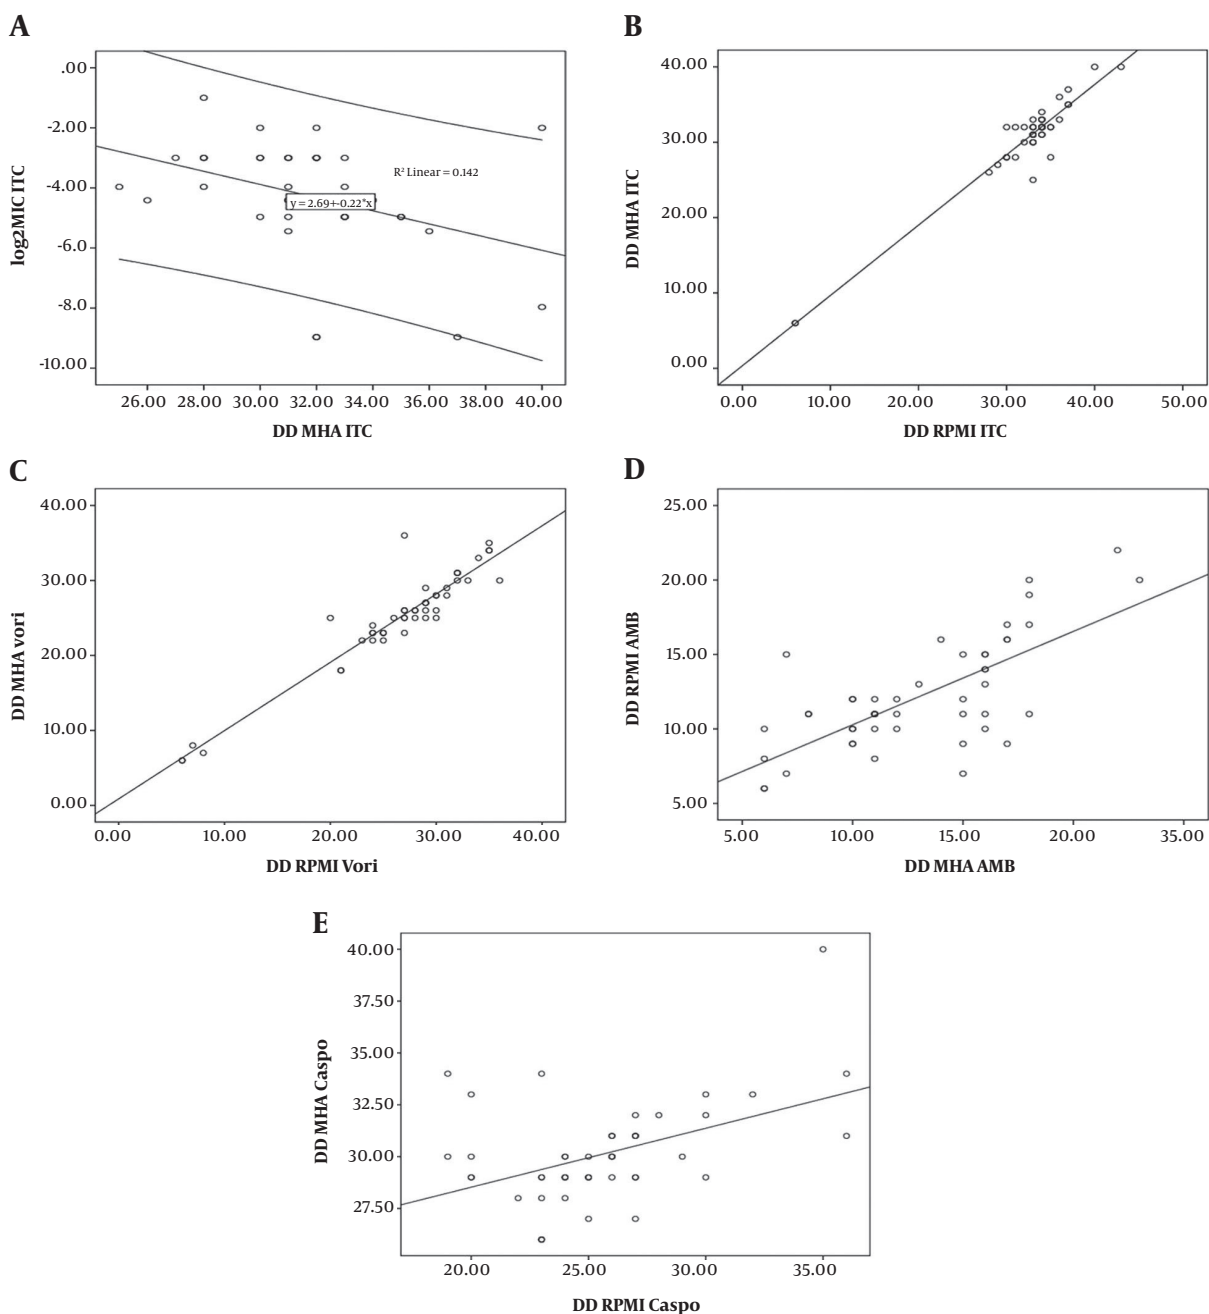 A
log2MIC ITC
.00
-2.00
-4.00
-6.0
-8.0
-10.00
R² Linear = 0.142
y = 2.69+-0.22*x
26.00 28.00 30.00 32.00 34.00 36.00 38.00 40.00
DD MHA ITC
B
DD MHA ITC
40.00
30.00
20.00
10.00
0.00
0.00 10.00 20.00 30.00 40.00 50.00
DD RPMI ITC
C
DD MHA vori
40.00
30.00
20.00
10.00
0.00
0.00 10.00 20.00 30.00 40.00
DD RPMI Vori
D
DD RPMI AMB
25.00
20.00
15.00
10.00
5.00
5.00 10.00 15.00 20.00 35.00
DD MHA AMB
E
DD MHA Caspo
40.00
37.50
35.00
32.50
30.00
27.50
20.00 25.00 30.00 35.00
DD RPMI Caspo